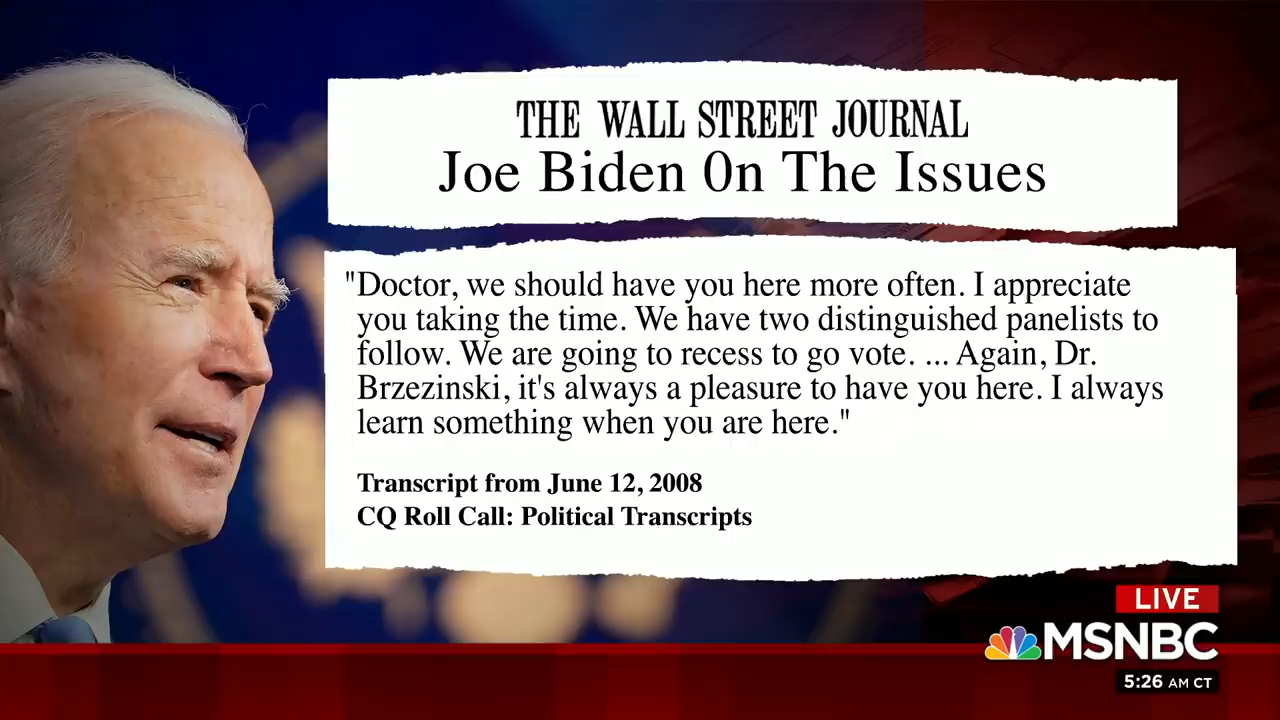 THE WALL STREET JOURNAL
Joe Biden On The Issues
"Doctor, we should have you here more often. I appreciate
you taking the time. We have two distinguished panelists to
follow. We are going to recess to go vote. ... Again, Dr.
Brzezinski, it's always a pleasure to have you here. I always
learn something when you are here."
Transcript from June 12, 2008
CQ Roll Call: Political Transcripts
LIVE
MSNBC
5:26 AM CT